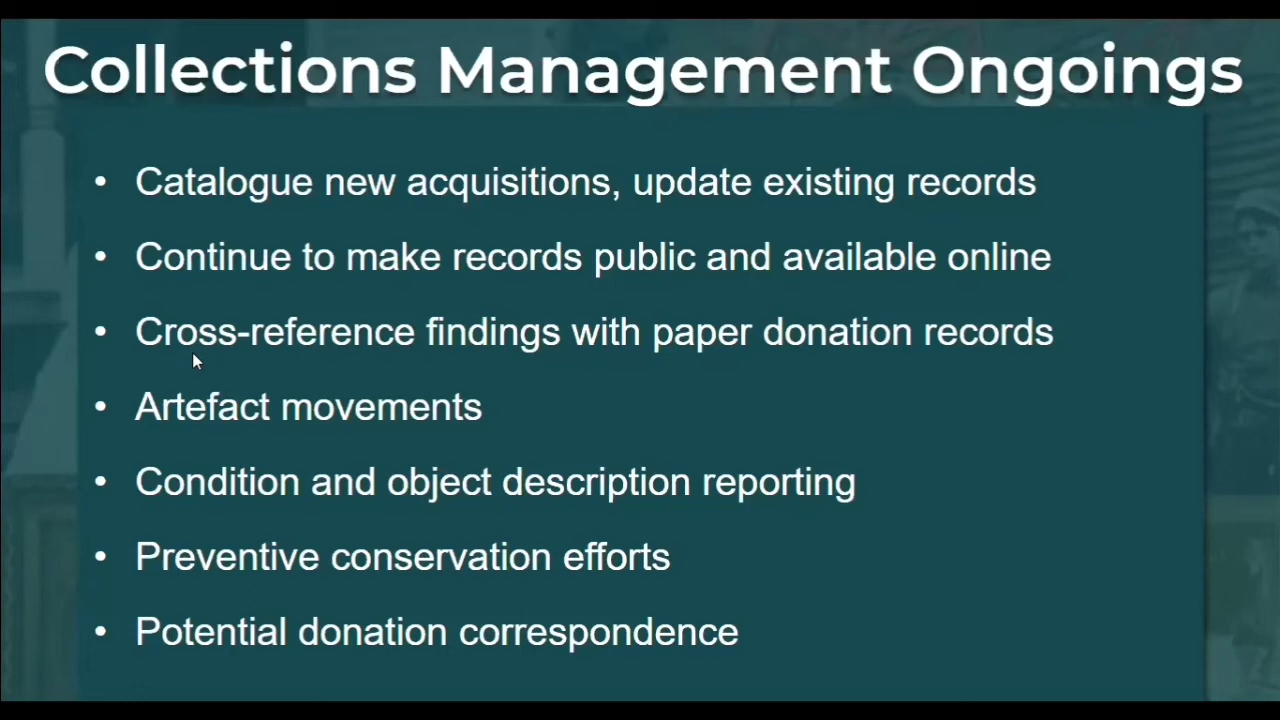 Collections Management Ongoings
• Catalogue new acquisitions, update existing records
• Continue to make records public and available online
• Cross-reference findings with paper donation records
• Artefact movements
• Condition and object description reporting
• Preventive conservation efforts
• Potential donation correspondence